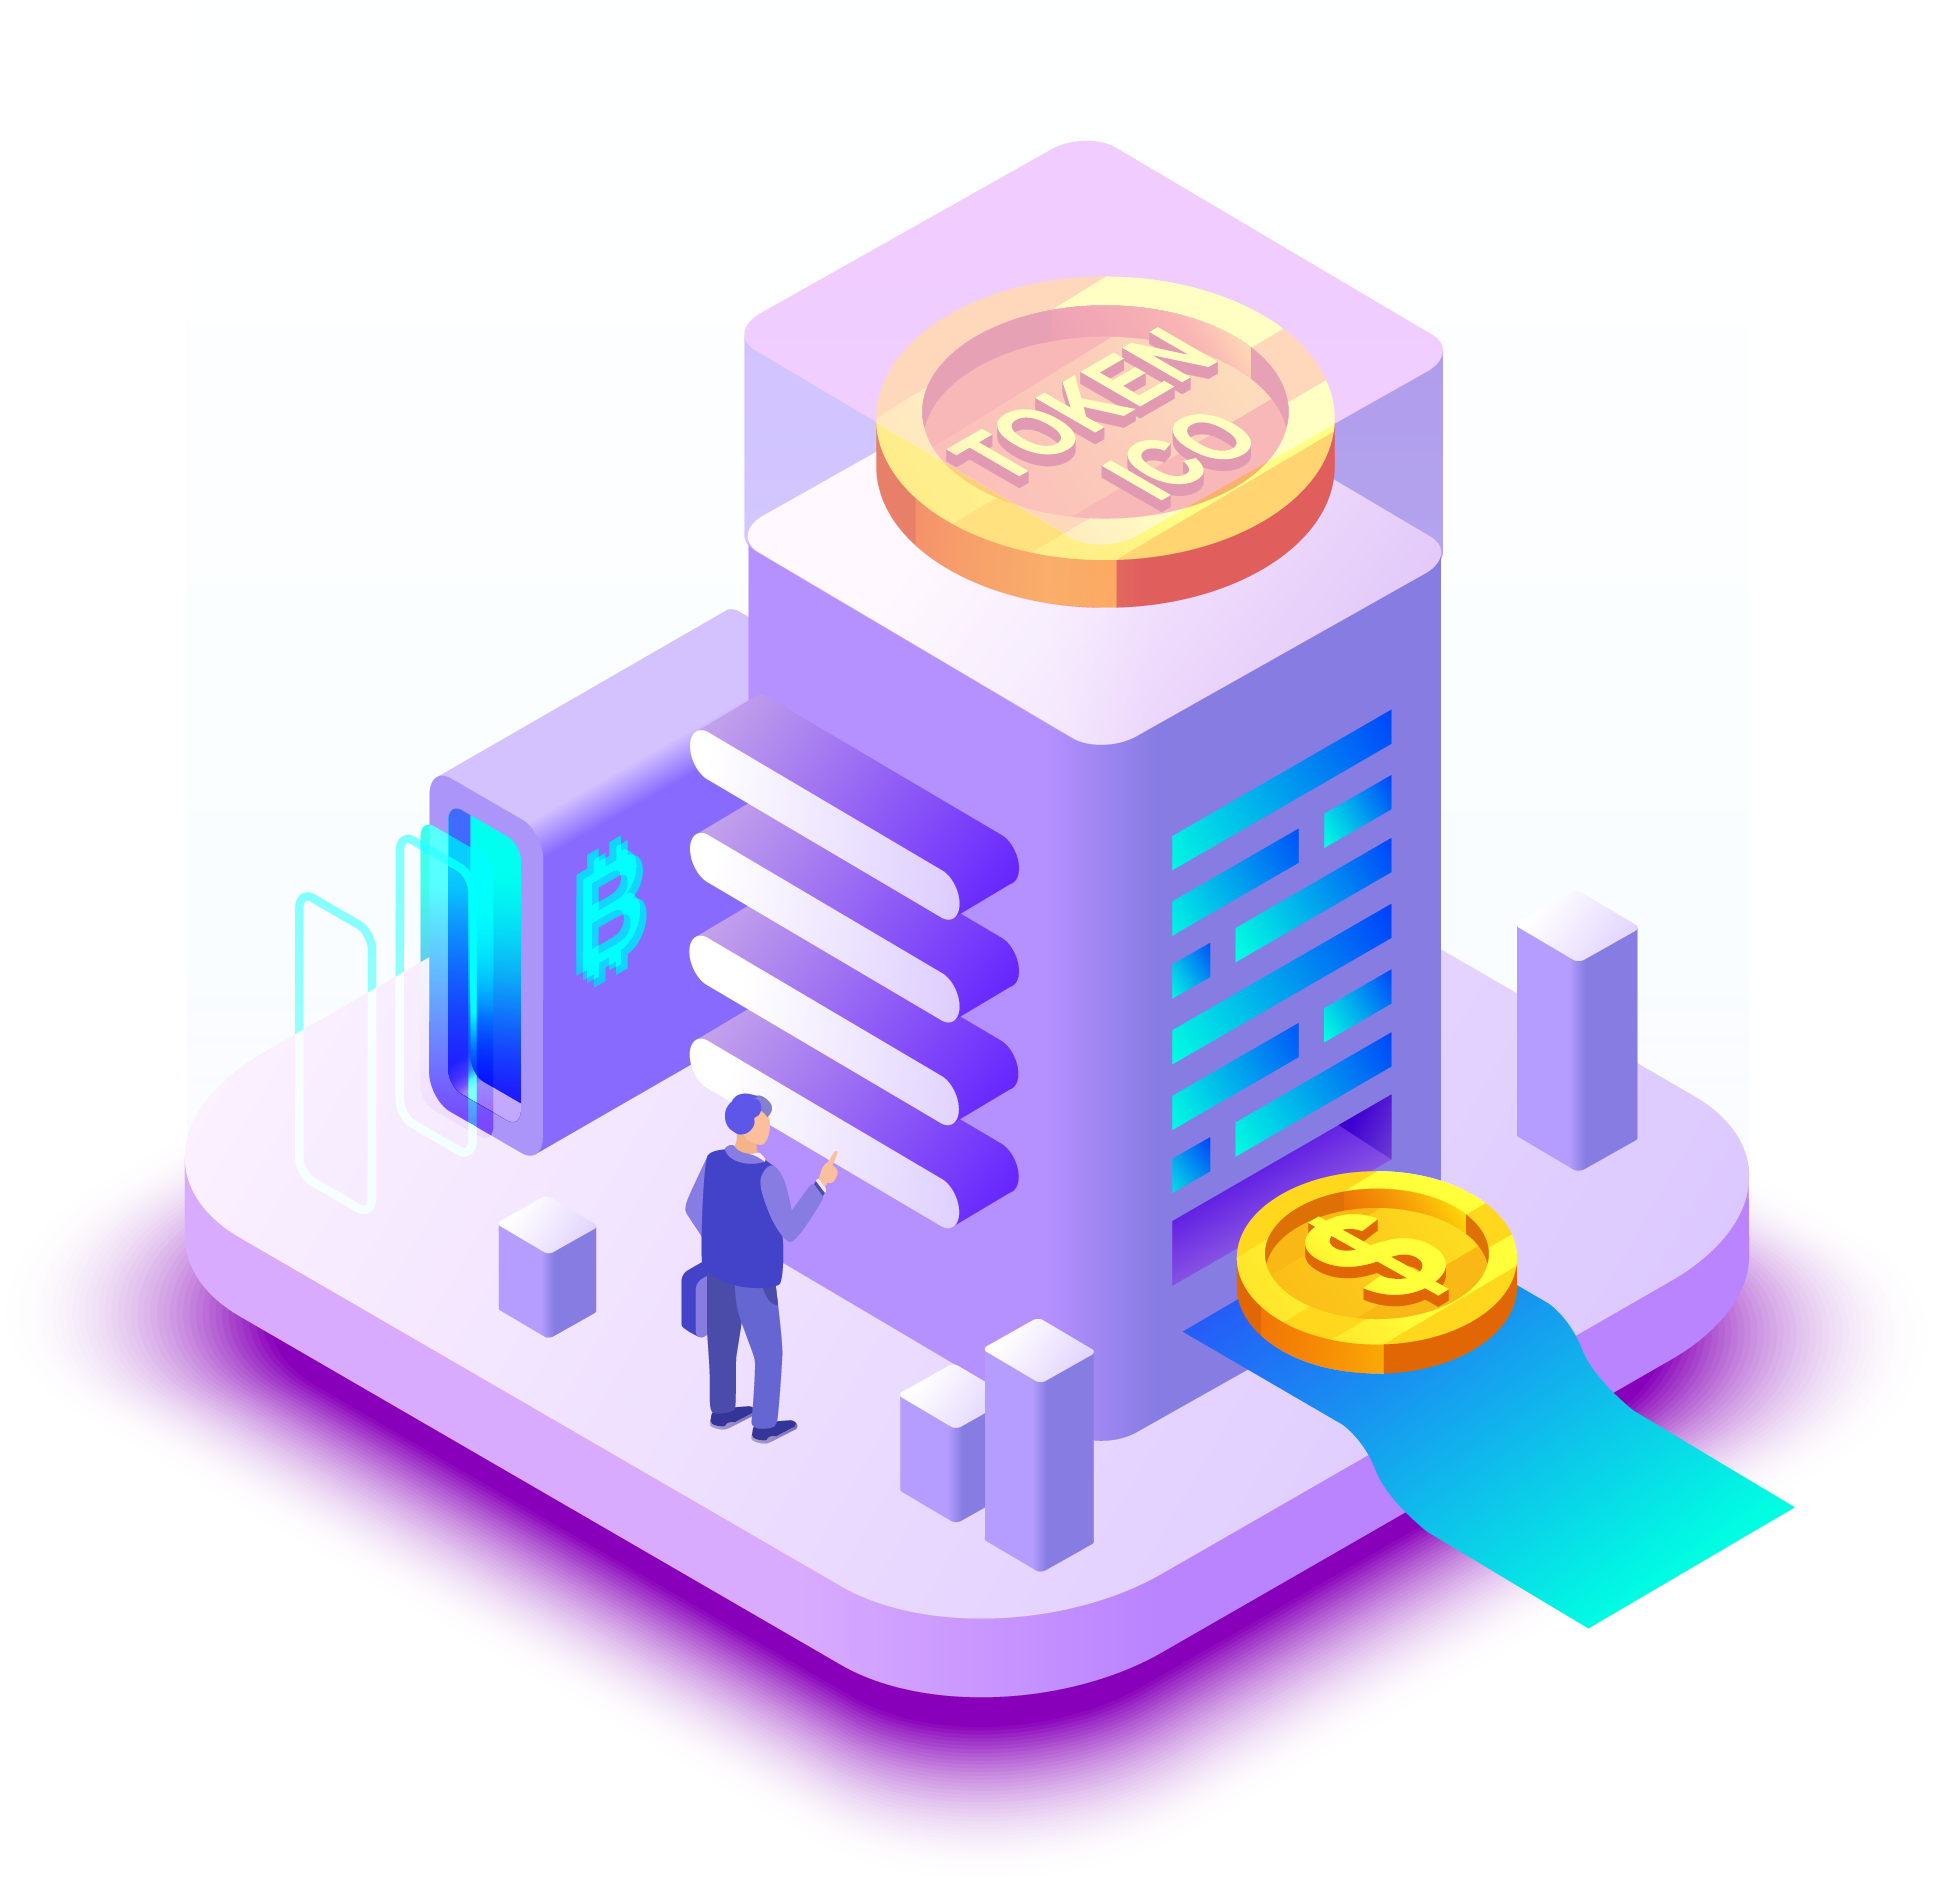 TOKEN
ICO
₿
$